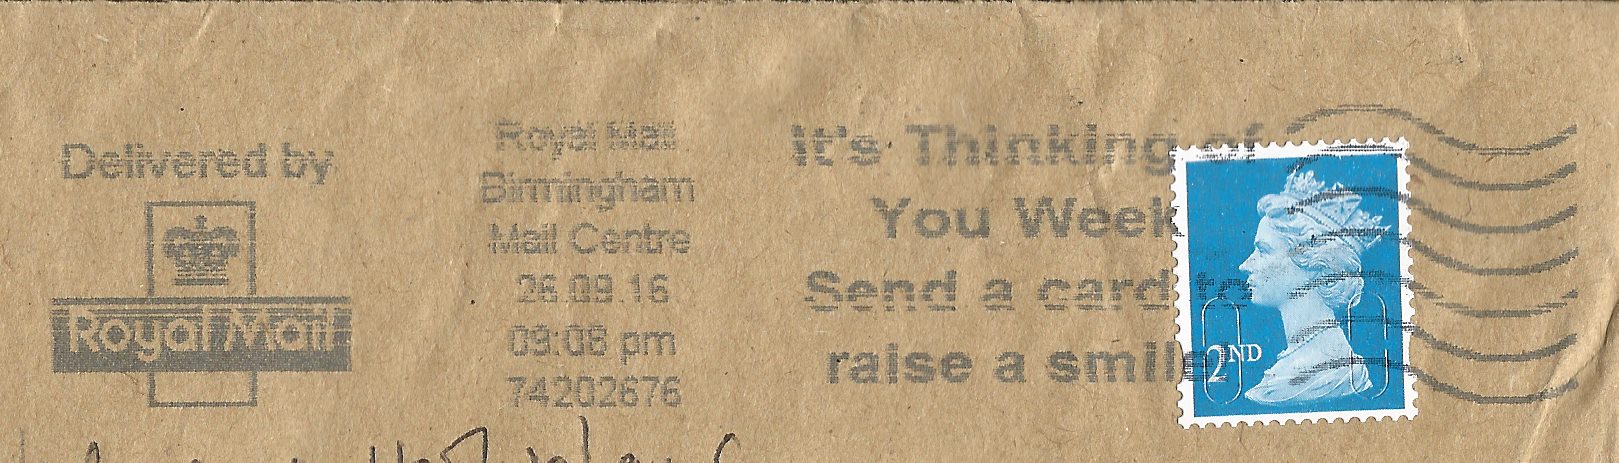 Delivered by
Royal Mail
Royal Mail
Birmingham
Mail Centre
26.09.16
09:08 pm
74202676
It's Thinking of
You Week
Send a card to
raise a smile!
2ND